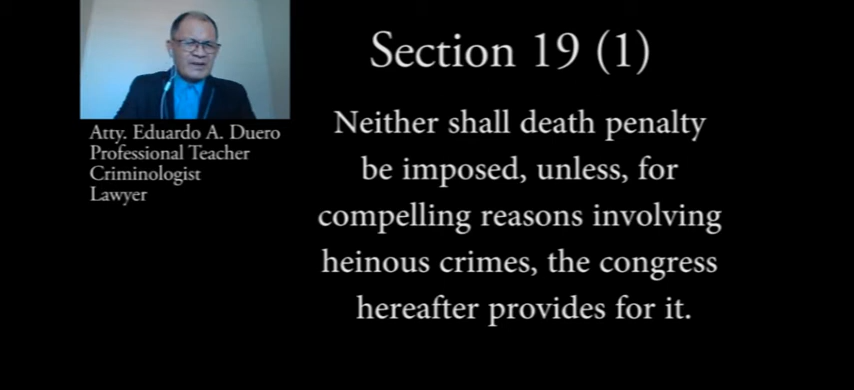 Section 19 (1)
Neither shall death penalty
be imposed, unless, for
compelling reasons involving
heinous crimes, the congress
hereafter provides for it.
Atty. Eduardo A. Duero
Professional Teacher
Criminologist
Lawyer